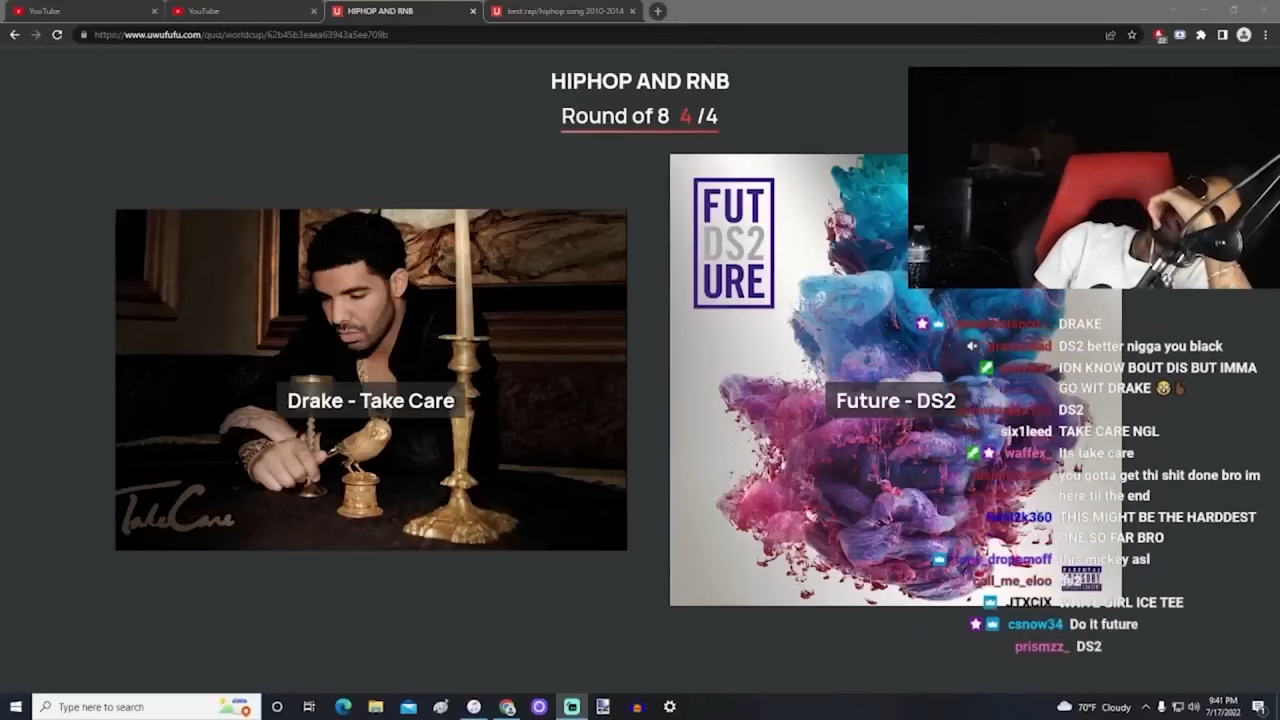 YouTube
YouTube
HIPHOP AND RNB
best rap/hiphop song 2010-2014
https://www.uwufufu.com/quiz/worldcup/62b45b3eaea63943a5ee709b
22
HIPHOP AND RNB
Round of 8 4 /4
FUT
DS2
URE
Drake - Take Care
Future - DS2
TakeCare
DRAKE
DS2 better nigga you black
ION KNOW BOUT DIS BUT IMMA
GO WIT DRAKE
DS2
six1leed TAKE CARE NGL
waffex_ Its take care
you gotta get thi shit done bro im
here til the end
THIS MIGHT BE THE HARDDEST
ONE SO FAR BRO
this mickey asl
call_me_eloo ds2
JTXCIX WHITE GIRL ICE TEE
csnow34 Do it future
prismzz_ DS2
Type here to search
70°F Cloudy
9:41 PM
7/17/2022